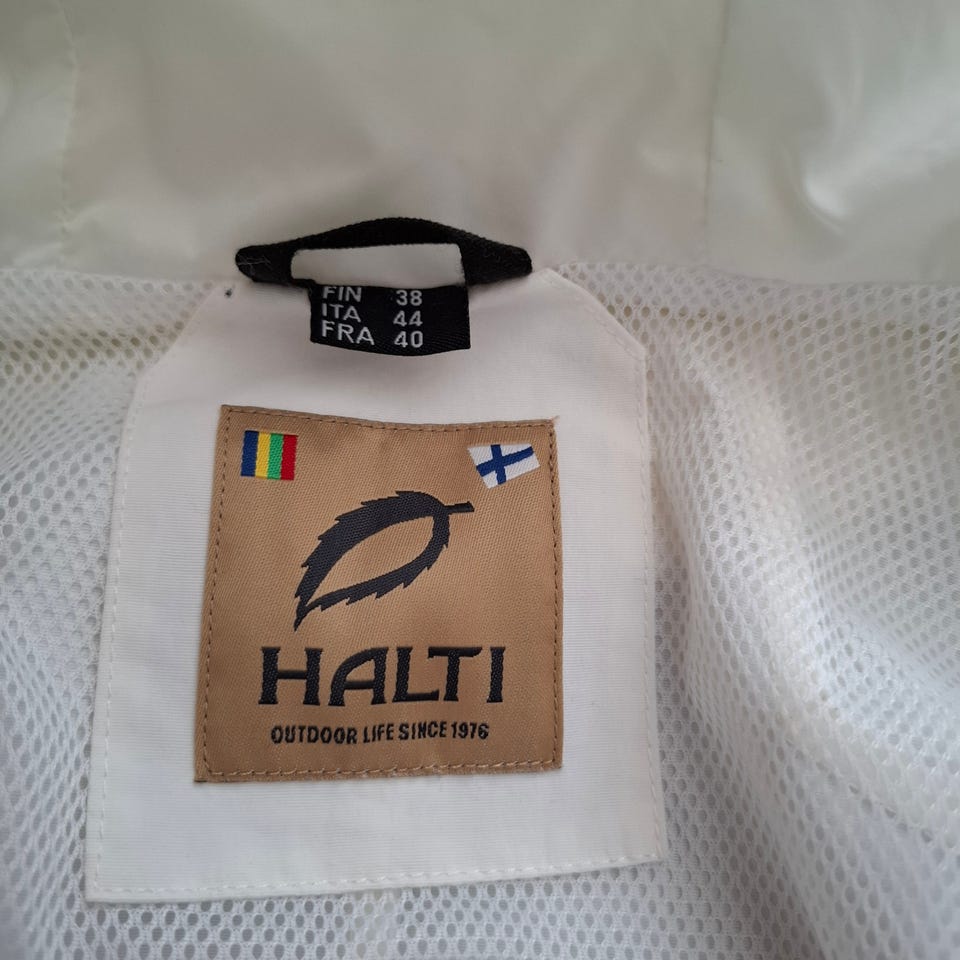 FIN 38
ITA 44
FRA 40
HALTI
OUTDOOR LIFE SINCE 1976